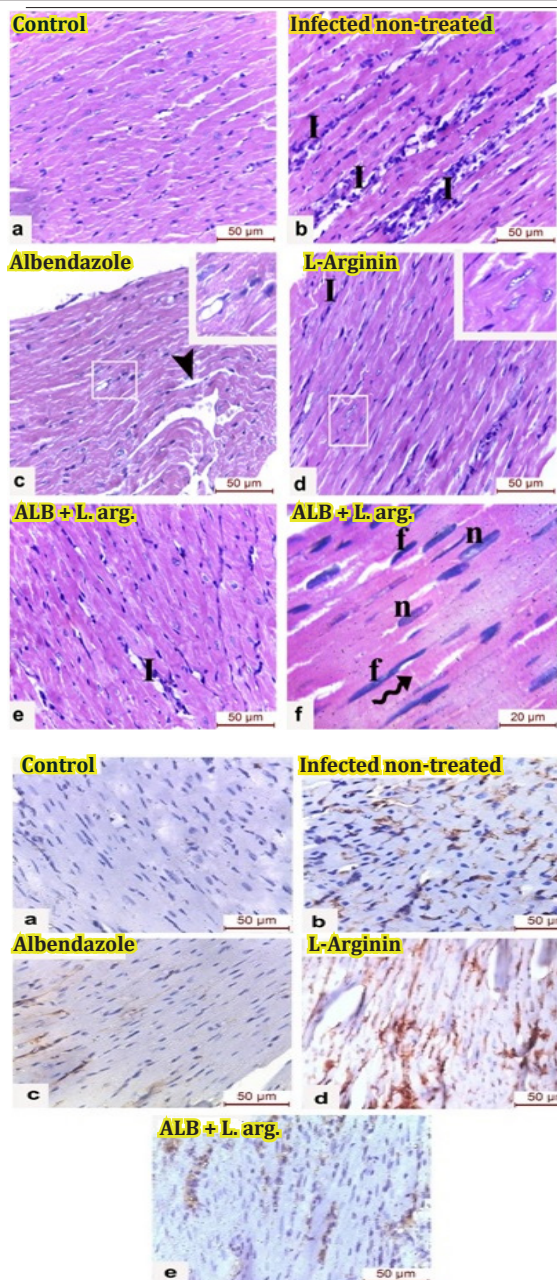 Control
Infected non-treated
I
I
I
a
50 µm
b
50 µm
Albendazole
L-Arginin
I
c
50 µm
d
50 µm
ALB + L. arg.
ALB + L. arg.
f
n
n
I
f
e
50 µm
f
20 µm
Control
Infected non-treated
a
50 µm
b
50 µm
Albendazole
L-Arginin
c
50 µm
d
50 µm
ALB + L. arg.
e
50 µm